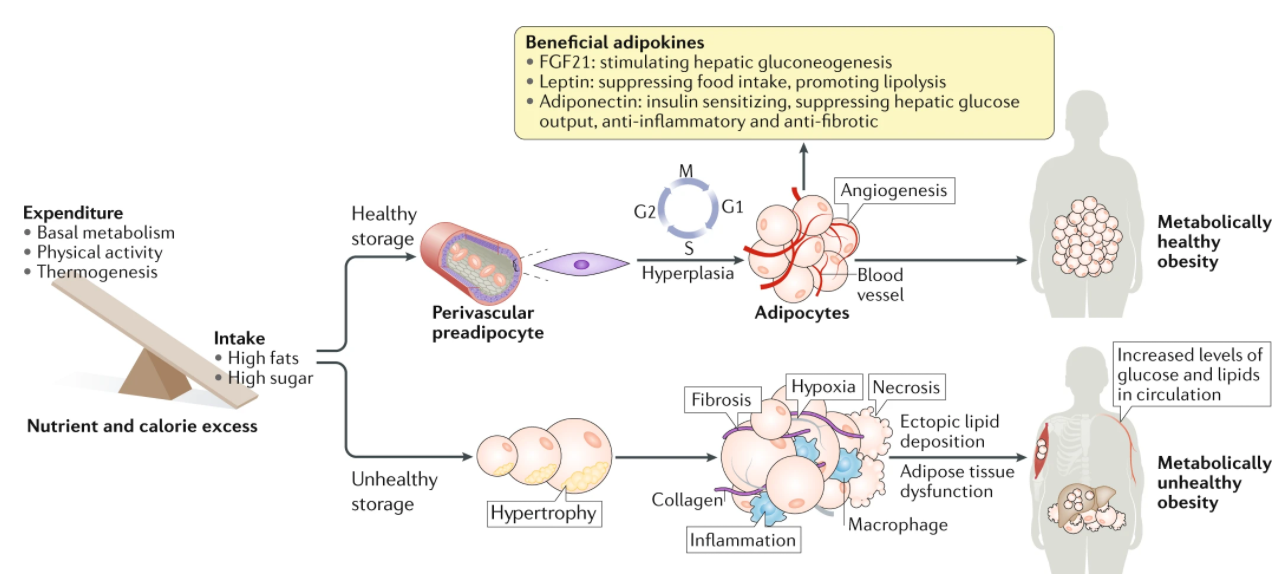 Beneficial adipokines
• FGF21: stimulating hepatic gluconeogenesis
• Leptin: suppressing food intake, promoting lipolysis
• Adiponectin: insulin sensitizing, suppressing hepatic glucose
output, anti-inflammatory and anti-fibrotic
Expenditure
• Basal metabolism
• Physical activity
• Thermogenesis
Intake
• High fats
• High sugar
Nutrient and calorie excess
Healthy
storage
Perivascular
preadipocyte
M
G2
G1
S
Hyperplasia
Angiogenesis
Blood
vessel
Adipocytes
Metabolically
healthy
obesity
Unhealthy
storage
Hypertrophy
Fibrosis
Hypoxia
Necrosis
Collagen
Inflammation
Macrophage
Ectopic lipid
deposition
Adipose tissue
dysfunction
Increased levels of
glucose and lipids
in circulation
Metabolically
unhealthy
obesity